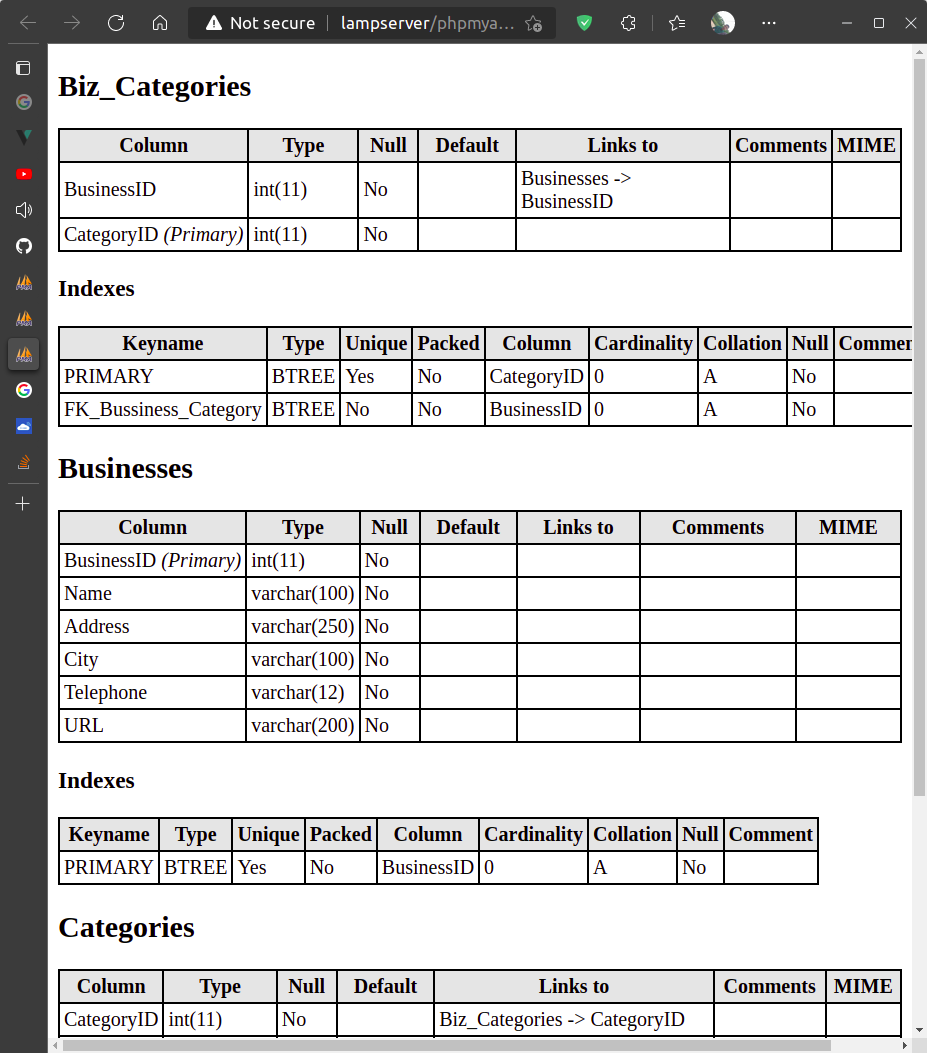 Not secure lampserver/phpmya...
Biz_Categories
Column Type Null Default Links to Comments MIME
BusinessID int(11) No Businesses -> BusinessID
CategoryID (Primary) int(11) No
Indexes
Keyname Type Unique Packed Column Cardinality Collation Null Commen
PRIMARY BTREE Yes No CategoryID 0 A No
FK_Bussiness_Category BTREE No No BusinessID 0 A No
Businesses
Column Type Null Default Links to Comments MIME
BusinessID (Primary) int(11) No
Name varchar(100) No
Address varchar(250) No
City varchar(100) No
Telephone varchar(12) No
URL varchar(200) No
Indexes
Keyname Type Unique Packed Column Cardinality Collation Null Comment
PRIMARY BTREE Yes No BusinessID 0 A No
Categories
Column Type Null Default Links to Comments MIME
CategoryID int(11) No Biz_Categories -> CategoryID